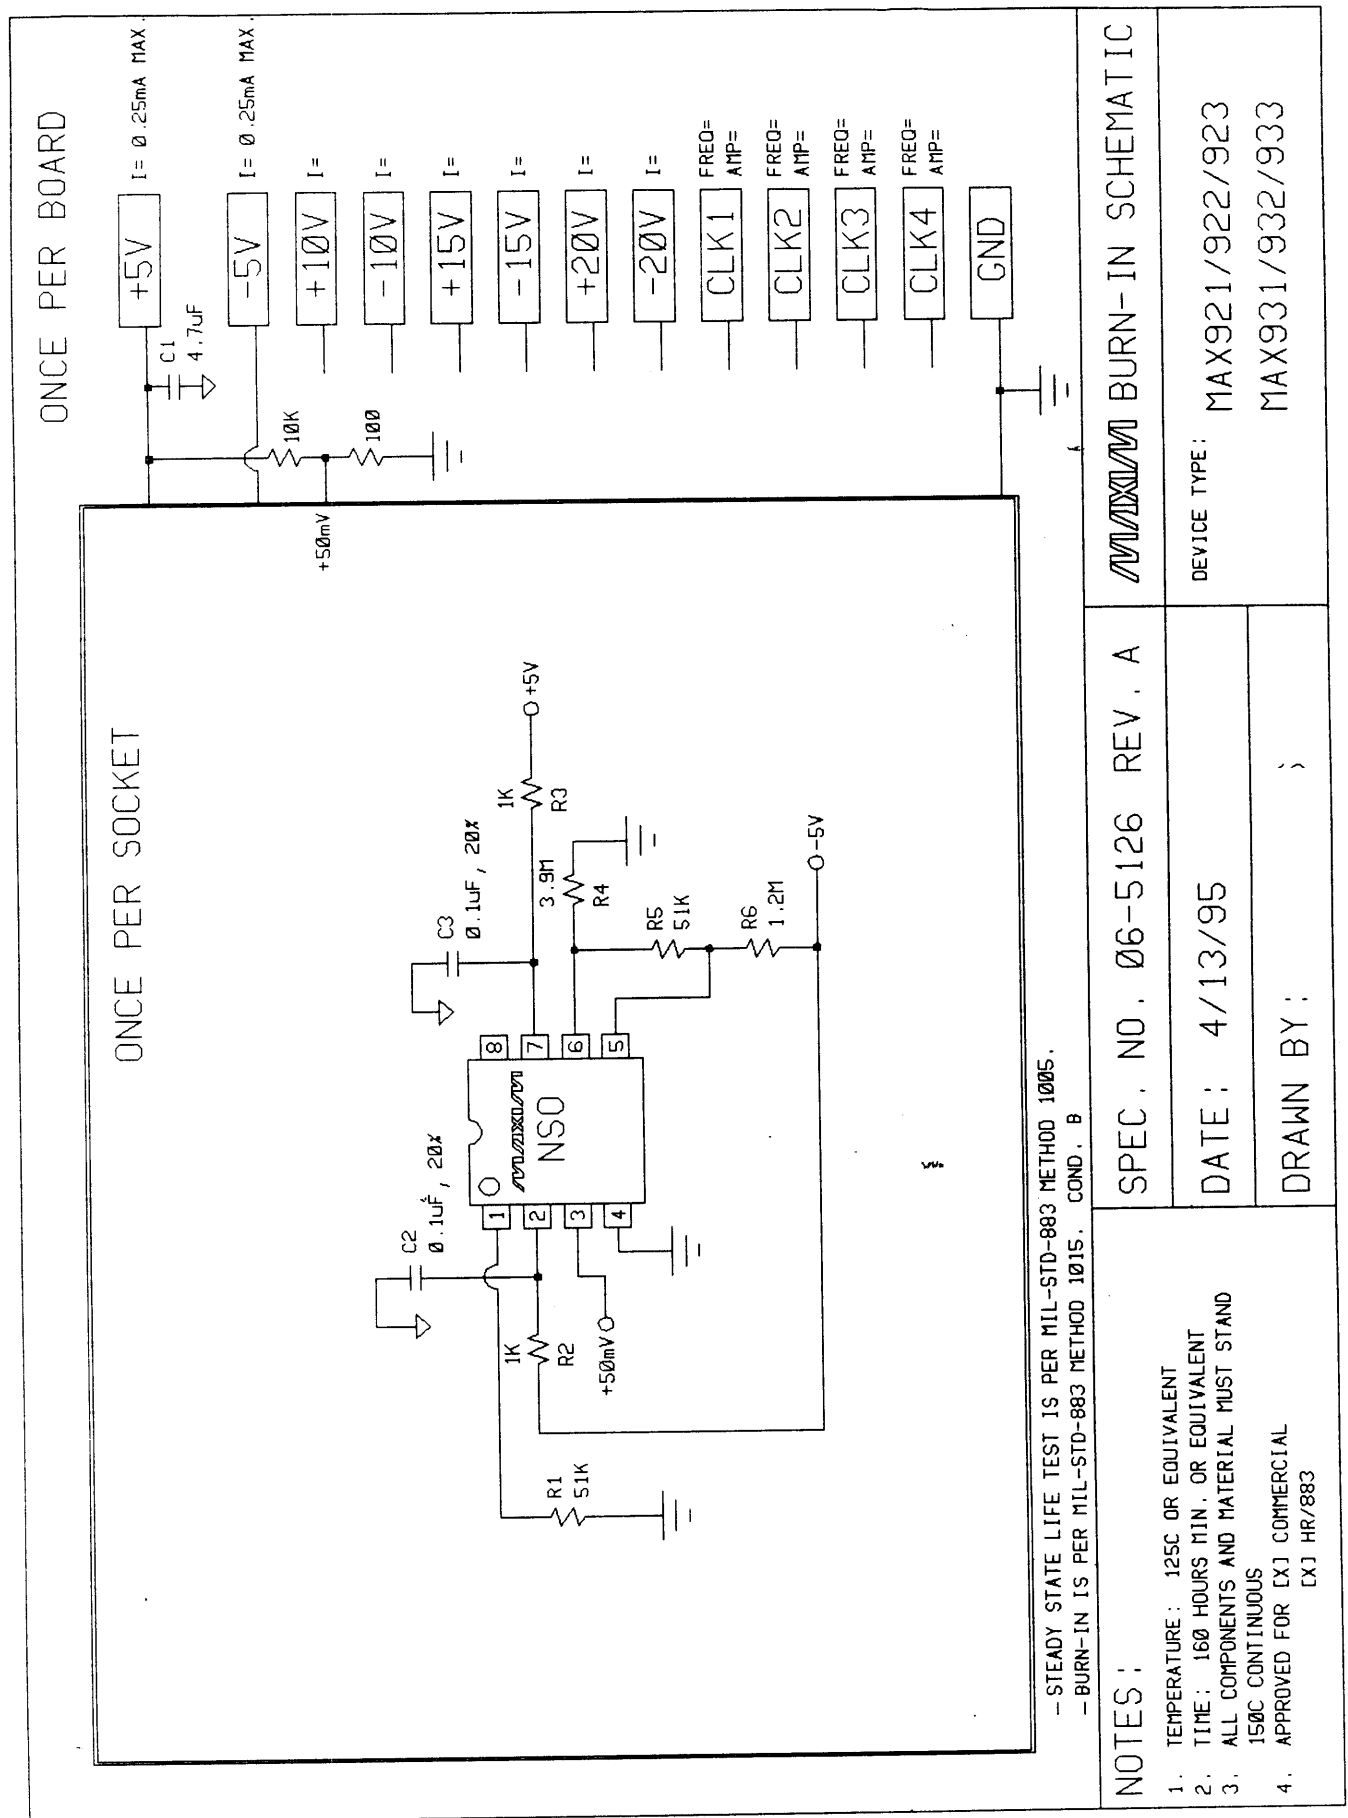 ONCE PER BOARD
+5V
I= 0.25mA MAX.
C1
4.7uF
-5V
I= 0.25mA MAX.
10K
100
+50mV
+10V
I=
-10V
I=
+15V
I=
-15V
I=
+20V
I=
-20V
I=
CLK1
FREQ=
AMP=
CLK2
FREQ=
AMP=
CLK3
FREQ=
AMP=
CLK4
FREQ=
AMP=
GND
ONCE PER SOCKET
C2
0.1uF, 20%
C3
0.1uF, 20%
1
2
3
4
8
7
6
5
MAXIM
NSO
1K
R2
+50mV
R1
51K
1K
R3
+5V
3.9M
R4
R5
51K
R6
1.2M
-5V
- STEADY STATE LIFE TEST IS PER MIL-STD-883 METHOD 1005.
- BURN-IN IS PER MIL-STD-883 METHOD 1015. COND. B
NOTES:
1. TEMPERATURE: 125C OR EQUIVALENT
2. TIME: 160 HOURS MIN. OR EQUIVALENT
3. ALL COMPONENTS AND MATERIAL MUST STAND
150C CONTINUOUS
4. APPROVED FOR [X] COMMERCIAL
[X] HR/883
SPEC. NO. 06-5126 REV. A
DATE: 4/13/95
DRAWN BY:
MAXIM BURN-IN SCHEMATIC
DEVICE TYPE: MAX921/922/923
MAX931/932/933